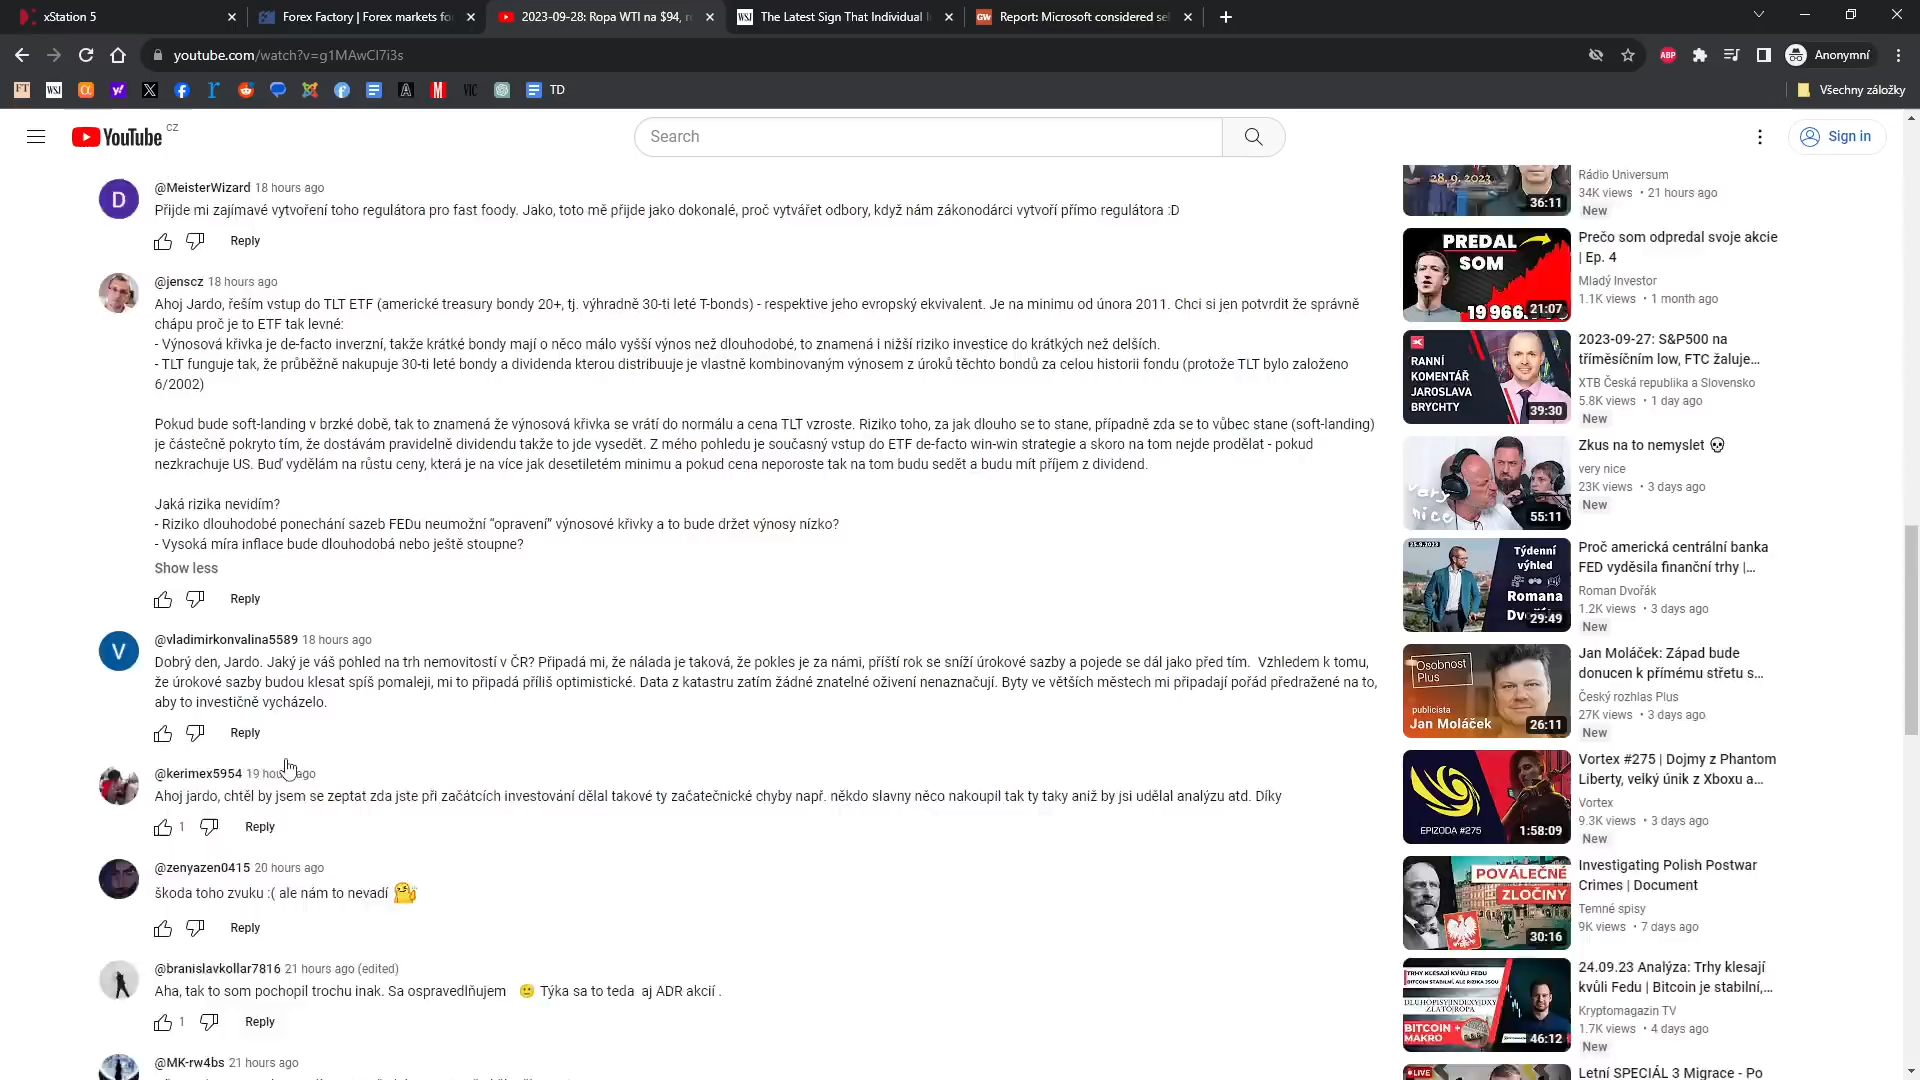 xStation 5
Forex Factory | Forex markets fo
2023-09-28: Ropa WTI na $94, r
WSJ
The Latest Sign That Individual I
GW
Report: Microsoft considered sel
youtube.com/watch?v=g1MAwCl7i3s
ABP
Anonymní
FT
WSJ
VIC
TD
Všechny záložky
YouTube CZ
Search
Sign in
D
@MeisterWizard 18 hours ago
Přijde mi zajímavé vytvoření toho regulátora pro fast foody. Jako, toto mě přijde jako dokonalé, proč vytvářet odbory, když nám zákonodárci vytvoří přímo regulátora :D
Reply
@jenscz 18 hours ago
Ahoj Jardo, řeším vstup do TLT ETF (americké treasury bondy 20+, tj. výhradně 30-ti leté T-bonds) - respektive jeho evropský ekvivalent. Je na minimu od února 2011. Chci si jen potvrdit že správně
chápu proč je to ETF tak levné:
- Výnosová křivka je de-facto inverzní, takže krátké bondy mají o něco málo vyšší výnos než dlouhodobé, to znamená i nižší riziko investice do krátkých než delších.
- TLT funguje tak, že průběžně nakupuje 30-ti leté bondy a dividenda kterou distribuuje je vlastně kombinovaným výnosem z úroků těchto bondů za celou historii fondu (protože TLT bylo založeno
6/2002)
Pokud bude soft-landing v brzké době, tak to znamená že výnosová křivka se vrátí do normálu a cena TLT vzroste. Riziko toho, za jak dlouho se to stane, případně zda se to vůbec stane (soft-landing)
je částečně pokryto tím, že dostávám pravidelně dividendu takže to jde vysedět. Z mého pohledu je současný vstup do ETF de-facto win-win strategie a skoro na tom nejde prodělat - pokud
nezkrachuje US. Buď vydělám na růstu ceny, která je na více jak desetiletém minimu a pokud cena neporoste tak na tom budu sedět a budu mít příjem z dividend.
Jaká rizika nevidím?
- Riziko dlouhodobé ponechání sazeb FEDu neumožní “opravení” výnosové křivky a to bude držet výnosy nízko?
- Vysoká míra inflace bude dlouhodobá nebo ještě stoupne?
Show less
Reply
V
@vladimirkonvalina5589 18 hours ago
Dobrý den, Jardo. Jaký je váš pohled na trh nemovitostí v ČR? Připadá mi, že nálada je taková, že pokles je za námi, příští rok se sníží úrokové sazby a pojede se dál jako před tím. Vzhledem k tomu,
že úrokové sazby budou klesat spíš pomaleji, mi to připadá příliš optimistické. Data z katastru zatím žádné znatelné oživení nenaznačují. Byty ve větších městech mi připadají pořád předražené na to,
aby to investičně vycházelo.
Reply
@kerimex5954 19 hou ago
Ahoj jardo, chtěl by jsem se zeptat zda jste při začátcích investování dělal takové ty začatečnické chyby např. někdo slavny něco nakoupil tak ty taky aniž by jsi udělal analýzu atd. Díky
1 Reply
@zenyazen0415 20 hours ago
škoda toho zvuku :( ale nám to nevadí
Reply
@branislavkollar7816 21 hours ago (edited)
Aha, tak to som pochopil trochu inak. Sa ospravedlňujem 🙂 Týka sa to teda aj ADR akcií .
1 Reply
@MK-rw4bs 21 hours ago
28. 9. 2023
36:11
Rádio Universum
34K views • 21 hours ago
New
PREDAL
SOM
19 966
21:07
Prečo som odpredal svoje akcie
| Ep. 4
Mladý Investor
1.1K views • 1 month ago
RANNÍ
KOMENTÁŘ
JAROSLAVA
BRYCHTY
39:30
2023-09-27: S&P500 na
tříměsíčním low, FTC žaluje...
XTB Česká republika a Slovensko
5.8K views • 1 day ago
New
very
nice
55:11
Zkus na to nemyslet 💀
very nice
23K views • 3 days ago
New
25.9.2023
Týdenní
výhled
Romana
Dvo
29:49
Proč americká centrální banka
FED vyděsila finanční trhy |...
Roman Dvořák
1.2K views • 3 days ago
New
Osobnost
Plus
publicista
Jan Moláček
26:11
Jan Moláček: Západ bude
donucen k přímému střetu s...
Český rozhlas Plus
27K views • 3 days ago
New
EPIZODA #275
1:58:09
Vortex #275 | Dojmy z Phantom
Liberty, velký únik z Xboxu a...
Vortex
9.3K views • 3 days ago
New
POVÁLEČNÉ
ZLOČINY
30:16
Investigating Polish Postwar
Crimes | Document
Temné spisy
9K views • 7 days ago
TRHY KLESAJÍ KVŮLI FEDU
BITCOIN STABILNÍ, ALE RIZIKA JSOU
DLUHOPISY|INDEXY|DXY
ZLATO|ROPA
BITCOIN +
MAKRO
46:12
24.09.23 Analýza: Trhy klesají
kvůli Fedu | Bitcoin je stabilní,...
Kryptomagazin TV
1.7K views • 4 days ago
New
LIVE
Letní SPECIÁL 3 Migrace - Po